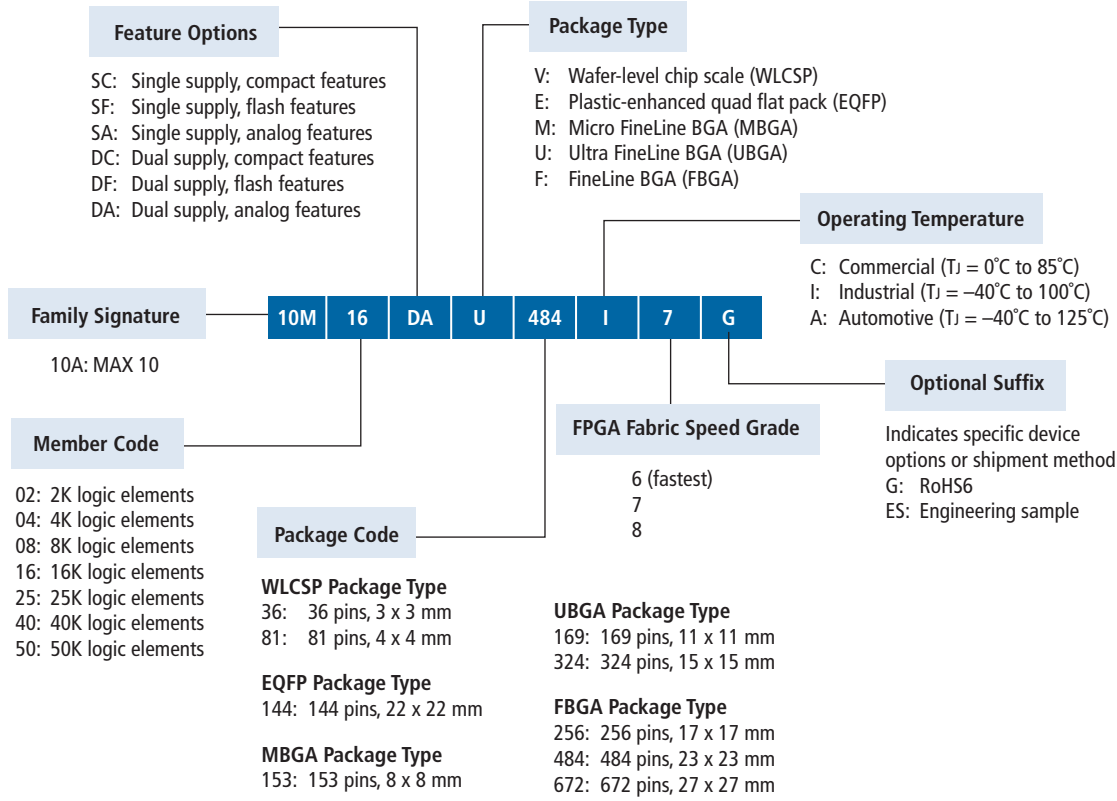 Feature Options
SC: Single supply, compact features
SF: Single supply, flash features
SA: Single supply, analog features
DC: Dual supply, compact features
DF: Dual supply, flash features
DA: Dual supply, analog features
Package Type
V: Wafer-level chip scale (WLCSP)
E: Plastic-enhanced quad flat pack (EQFP)
M: Micro FineLine BGA (MBGA)
U: Ultra FineLine BGA (UBGA)
F: FineLine BGA (FBGA)
Operating Temperature
C: Commercial (TJ = 0˚C to 85˚C)
I: Industrial (TJ = –40˚C to 100˚C)
A: Automotive (TJ = –40˚C to 125˚C)
Family Signature
10A: MAX 10
10M 16 DA U 484 I 7 G
Member Code
02: 2K logic elements
04: 4K logic elements
08: 8K logic elements
16: 16K logic elements
25: 25K logic elements
40: 40K logic elements
50: 50K logic elements
Package Code
WLCSP Package Type
36: 36 pins, 3 x 3 mm
81: 81 pins, 4 x 4 mm
EQFP Package Type
144: 144 pins, 22 x 22 mm
MBGA Package Type
153: 153 pins, 8 x 8 mm
UBGA Package Type
169: 169 pins, 11 x 11 mm
324: 324 pins, 15 x 15 mm
FBGA Package Type
256: 256 pins, 17 x 17 mm
484: 484 pins, 23 x 23 mm
672: 672 pins, 27 x 27 mm
FPGA Fabric Speed Grade
6 (fastest)
7
8
Optional Suffix
Indicates specific device
options or shipment method
G: RoHS6
ES: Engineering sample